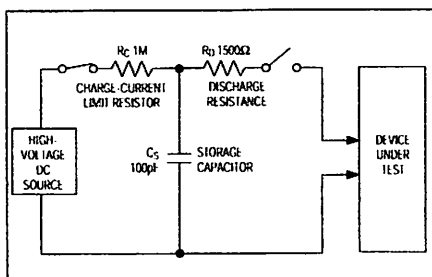 RC 1M
CHARGE-CURRENT
LIMIT RESISTOR
RD 1500Ω
DISCHARGE
RESISTANCE
HIGH-
VOLTAGE
DC
SOURCE
CS
100pF
STORAGE
CAPACITOR
DEVICE
UNDER
TEST